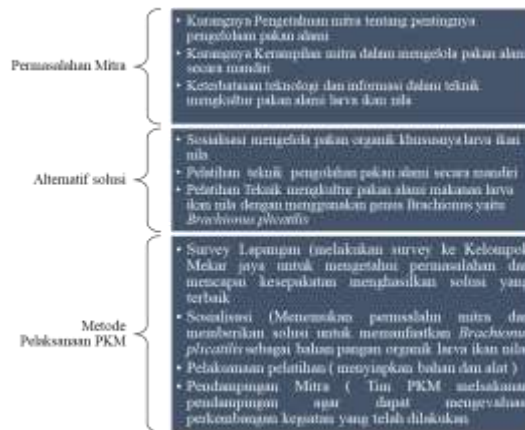 Permasalahan Mitra
• Kurangnya Pengetahuan mitra tentang pentingnya
pengelolaan pakan alami
• Kurangnya Kerampilan mitra dalam mengelola pakan alam
secara mandiri
• Keterbatasan teknologi dan informasi dalam teknik
mengkultur pakan alami larva ikan nila
Alternatif solusi
• Sosialisasi mengelola pakan organik khususnya larva ikan
nila
• Pelatihan teknik pengolahan pakan alami secara mandiri
• Pelatihan Teknik mengkultur pakan alami makanan larva
ikan nila dengan menggunakan genus Brachionus yaitu
Brachionus plicatilis
Metode
Pelaksanaan PKM
• Survey Lapangan (melakukan survey ke Kelompok
Mekar jaya untuk mengetahui permasalahan dan
mencapai kesepakatan menghasilkan solusi yang
terbaik
• Sosialisasi (Menemukan permasalahn mitra dan
memberikan solusi untuk memanfaatkan Brachionus
plicatilis sebagai bahan pangan organik larva ikan nila
• Pelaksanaan pelatihan ( menyiapkan bahan dan alat )
• Pendampingan Mitra ( Tim PKM melaksanakan
pendampingan agar dapat mengevaluasi
perkembangan kegiatan yang telah dilakukan